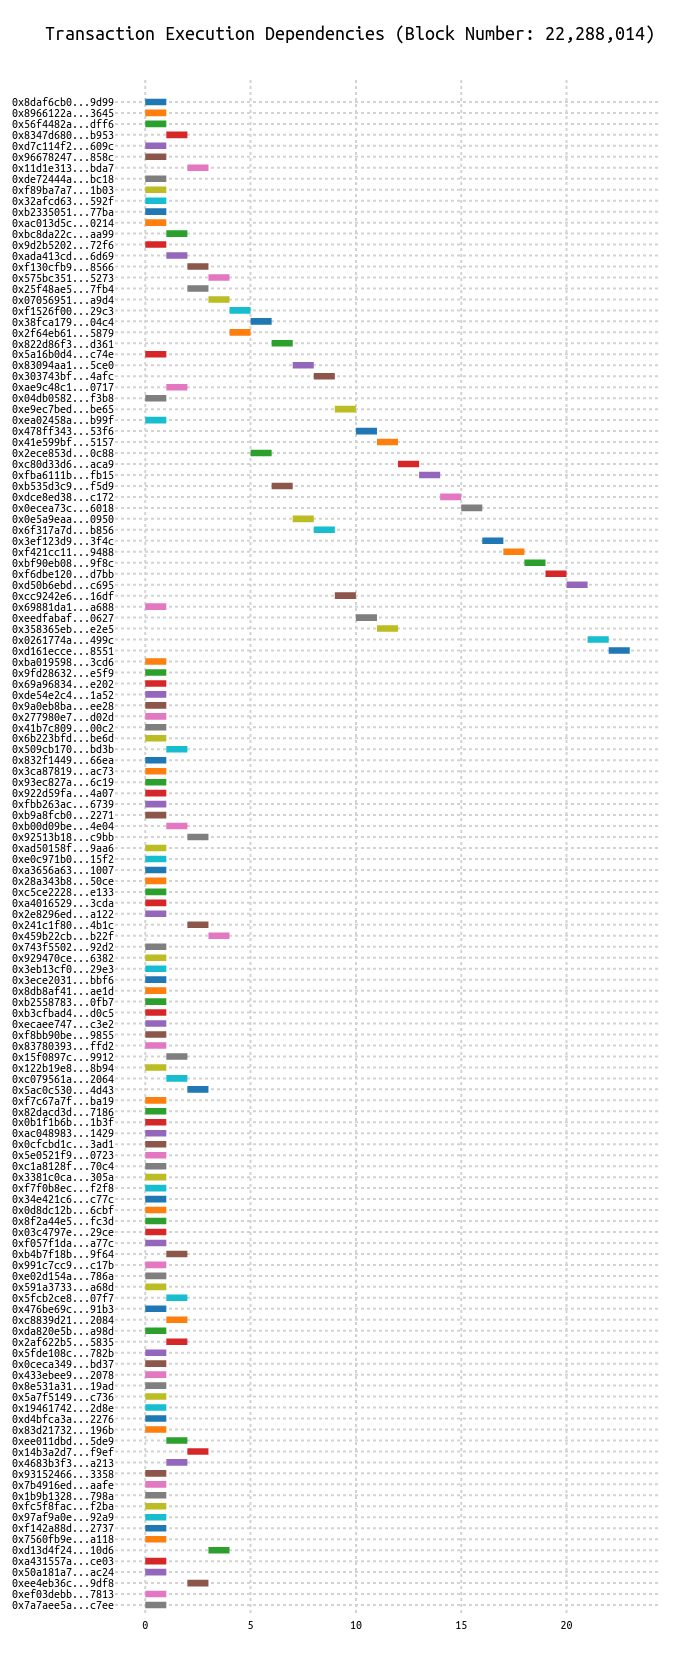 Transaction Execution Dependencies (Block Number: 22,288,014)
0x8daf6cb0...9d99
0x8966122a...3645
0x56f4482a...dff6
0x8347d680...b953
0xd7c114f2...609c
0x96678247...858c
0x11d1e313...bda7
0xde72444a...bc18
0xf89ba7a7...1b03
0x32afcd63...592f
0xb2335051...77ba
0xac013d5c...0214
0xbc8da22c...aa99
0x9d2b5202...72f6
0xada413cd...6d69
0xf130cfb9...8566
0x575bc351...5273
0x25f48ae5...7fb4
0x07056951...a9d4
0xf1526f00...29c3
0x38fca179...04c4
0x2f64eb61...5879
0x822d86f3...d361
0x5a16b0d4...c74e
0x83094aa1...5ce0
0x303743bf...4afc
0xae9c48c1...0717
0x04db0582...f3b8
0xe9ec7bed...be65
0xea02458a...b99f
0x478ff343...53f6
0x41e599bf...5157
0x2ece853d...0c88
0xc80d33d6...aca9
0xfba6111b...fb15
0xb535d3c9...f5d9
0xdce8ed38...c172
0x0ecea73c...6018
0x0e5a9eaa...0950
0x6f317a7d...b856
0x3ef123d9...3f4c
0xf421cc11...9488
0xbf90eb08...9f8c
0xf6dbe120...d7bb
0xd50b6ebd...c695
0xcc9242e6...16df
0x69881da1...a688
0xeedfabaf...0627
0x358365eb...e2e5
0x0261774a...499c
0xd161ecce...8551
0xba019598...3cd6
0x9fd28632...e5f9
0x69a96834...e202
0xde54e2c4...1a52
0x9a0eb8ba...ee28
0x277980e7...d02d
0x41b7c809...00c2
0x6b223bfd...be6d
0x509cb170...bd3b
0x832f1449...66ea
0x3ca87819...ac73
0x93ec827a...6c19
0x922d59fa...4a07
0xfbb263ac...6739
0xb9a8fcb0...2271
0xb00d09be...4e04
0x92513b18...c9bb
0xad50158f...9aa6
0xe0c971b0...15f2
0xa3656a63...1007
0x28a343b8...50ce
0xc5ce2228...e133
0xa4016529...3cda
0x2e8296ed...a122
0x241c1f80...4b1c
0x459b22cb...b22f
0x743f5502...92d2
0x929470ce...6382
0x3eb13cf0...29e3
0x3ece2031...bbf6
0x8db8af41...ae1d
0xb2558783...0fb7
0xb3cfbad4...d0c5
0xecaee747...c3e2
0xf8bb90be...9855
0x83780393...ffd2
0x15f0897c...9912
0x122b19e8...8b94
0xc079561a...2064
0x5ac0c530...4d43
0xf7c67a7f...ba19
0x82dacd3d...7186
0x0b1f1b6b...1b3f
0xac048983...1429
0x0cfcbd1c...3ad1
0x5e0521f9...0723
0xc1a8128f...70c4
0x3381c0ca...305a
0xf7f0b8ec...f2f8
0x34e421c6...c77c
0x0d8dc12b...6cbf
0x8f2a44e5...fc3d
0x03c4797e...29ce
0xf057f1da...a77c
0xb4b7f18b...9f64
0x991c7cc9...c17b
0xe02d154a...786a
0x591a3733...a68d
0x5fcb2ce8...07f7
0x476be69c...91b3
0xc8839d21...2084
0xda820e5b...a98d
0x2af622b5...5835
0x5fde108c...782b
0x0ceca349...bd37
0x433ebee9...2078
0x8e531a31...19ad
0x5a7f5149...c736
0x19461742...2d8e
0xd4bfca3a...2276
0x83d21732...196b
0xee011dbd...5de9
0x14b3a2d7...f9ef
0x4683b3f3...a213
0x93152466...3358
0x7b4916ed...aafe
0x1b9b1328...798a
0xfc5f8fac...f2ba
0x97af9a0e...92a9
0xf142a88d...2737
0x7560fb9e...a118
0xd13d4f24...10d6
0xa431557a...ce03
0x50a181a7...ac24
0xee4eb36c...9df8
0xef03debb...7813
0x7a7aee5a...c7ee
0 5 10 15 20